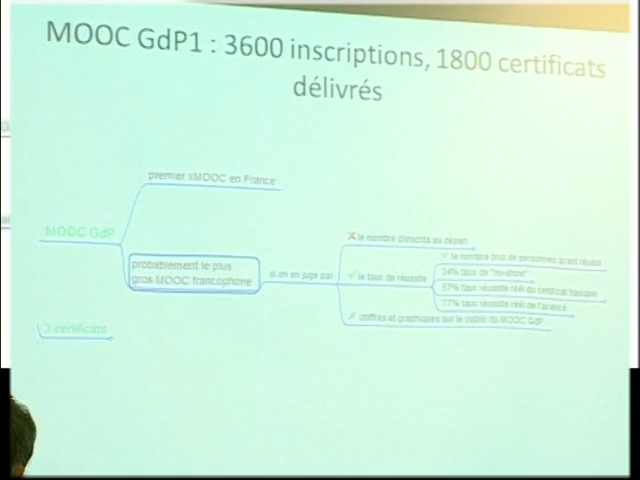 MOOC GdP1 : 3600 inscriptions, 1800 certificats
délivrés
premier xMOOC en France
MOOC GdP
probablement le plus
gros MOOC francophone
si on en juge par
le nombre d'inscrits au départ
le taux de réussite
le nombre brut de personnes ayant réussi
34% taux de "no-show"
57% taux réussite réél du certificat basique
77% taux réussite réél de l'avancé
chiffres et graphiques sur le public du MOOC GdP
3 certificats